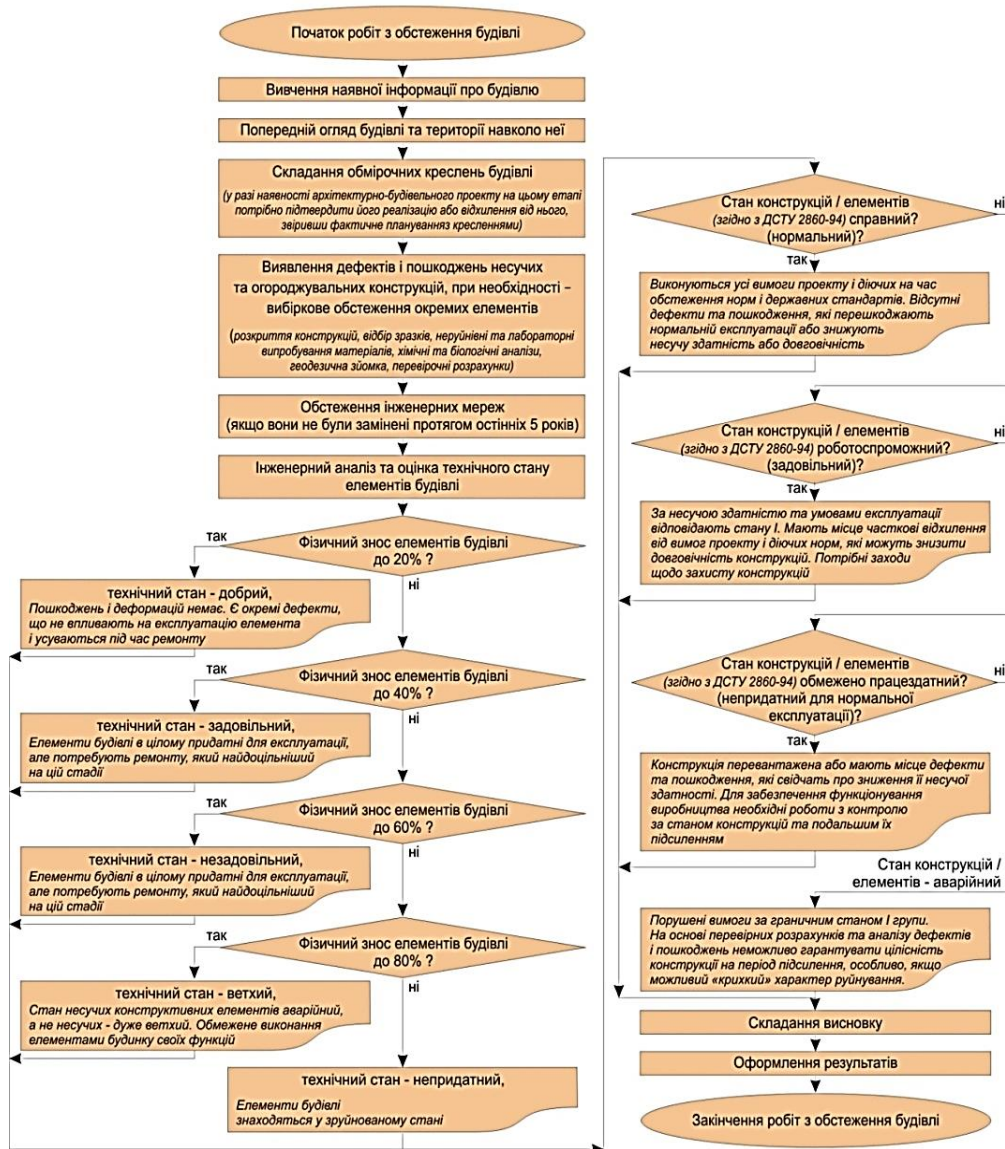 Початок робіт з обстеження будівлі
Вивчення наявної інформації про будівлю
Попередній огляд будівлі та території навколо неї
Складання обмірочних креслень будівлі
(у разі наявності архітектурно-будівельного проекту на цьому етапі
потрібно підтвердити його реалізацію або відхилення від нього,
звіривши фактичне плануванняз кресленнями)
Виявлення дефектів і пошкоджень несучих
та огороджувальних конструкцій, при необхідності –
вибіркове обстеження окремих елементів
(розкриття конструкцій, відбір зразків, неруйнівні та лабораторні
випробування матеріалів, хімічні та біологічні аналізи,
геодезична зйомка, перевірочні розрахунки)
Обстеження інженерних мереж
(якщо вони не були замінені протягом остінніх 5 років)
Інженерний аналіз та оцінка технічного стану
елементів будівлі
Фізичний знос елементів будівлі
до 20% ?
так
ні
технічний стан - добрий,
Пошкоджень і деформацій немає. Є окремі дефекти,
що не впливають на експлуатацію елемента
і усуваються під час ремонту
Фізичний знос елементів будівлі
до 40% ?
так
ні
технічний стан - задовільний,
Елементи будівлі в цілому придатні для експлуатації,
але потребують ремонту, який найдоцільніший
на цій стадії
Фізичний знос елементів будівлі
до 60% ?
так
ні
технічний стан - незадовільний,
Елементи будівлі в цілому придатні для експлуатації,
але потребують ремонту, який найдоцільніший
на цій стадії
Фізичний знос елементів будівлі
до 80% ?
так
ні
технічний стан - ветхий,
Стан несучих конструктивних елементів аварійний,
а не несучих - дуже ветхий. Обмежене виконання
елементами будинку своїх функцій
технічний стан - непридатний,
Елементи будівлі
знаходяться у зруйнованому стані
Стан конструкцій / елементів
(згідно з ДСТУ 2860-94) справний?
(нормальний)?
ні
так
Виконуються усі вимоги проекту і діючих на час
обстеження норм і державних стандартів. Відсутні
дефекти та пошкодження, які перешкоджають
нормальній експлуатації або знижують
несучу здатність або довговічність
Стан конструкцій / елементів
(згідно з ДСТУ 2860-94) роботоспроможний?
(задовільний)?
ні
так
За несучою здатністю та умовами експлуатації
відповідають стану I. Мають місце часткові відхилення
від вимог проекту і діючих норм, які можуть знизити
довговічність конструкцій. Потрібні заходи
щодо захисту конструкцій
Стан конструкцій / елементів
(згідно з ДСТУ 2860-94) обмежено працездатний?
(непридатний для нормальної
експлуатації)?
ні
так
Конструкція перевантажена або мають місце дефекти
та пошкодження, які свідчать про зниження її несучої
здатності. Для забезпечення функціонування
виробництва необхідні роботи з контролю
за станом конструкцій та подальшим їх
підсиленням
Стан конструкцій /
елементів - аварійний
Порушені вимоги за граничним станом I групи.
На основі перевірних розрахунків та аналізу дефектів
і пошкоджень неможливо гарантувати цілісність
конструкції на період підсилення, особливо, якщо
можливий «крихкий» характер руйнування.
Складання висновку
Оформлення результатів
Закінчення робіт з обстеження будівлі